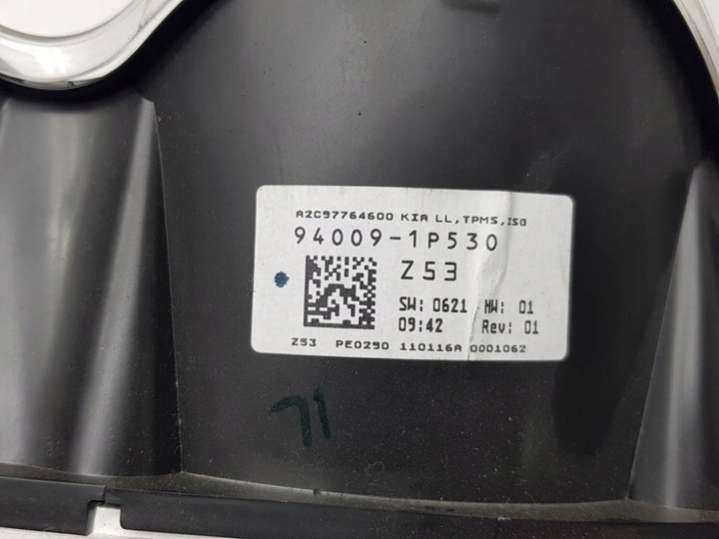 A2C97764600 KIA LL,TPMS,ISG
94009-1P530
Z53
SW: 0621 HW: 01
09:42 Rev: 01
Z53 PE0290 110116A 0001062
71